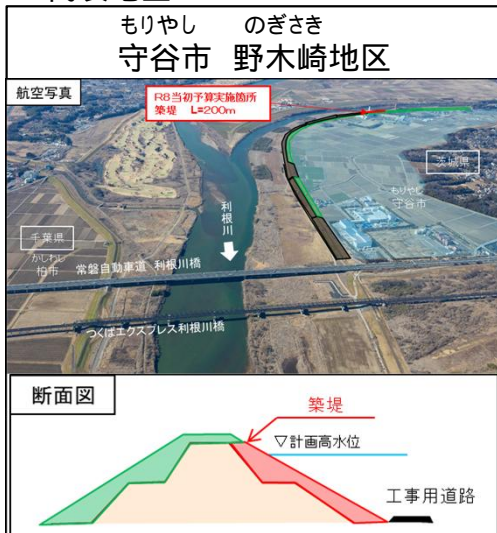 もりやし のぎさき
守谷市 野木崎地区
航空写真
R8当初予算実施箇所
築堤 L=200m
茨城県
利根川
もりやし
守谷市
千葉県
かしわし
柏市
常磐自動車道 利根川橋
つくばエクスプレス利根川橋
断面図
築堤
▽計画高水位
工事用道路